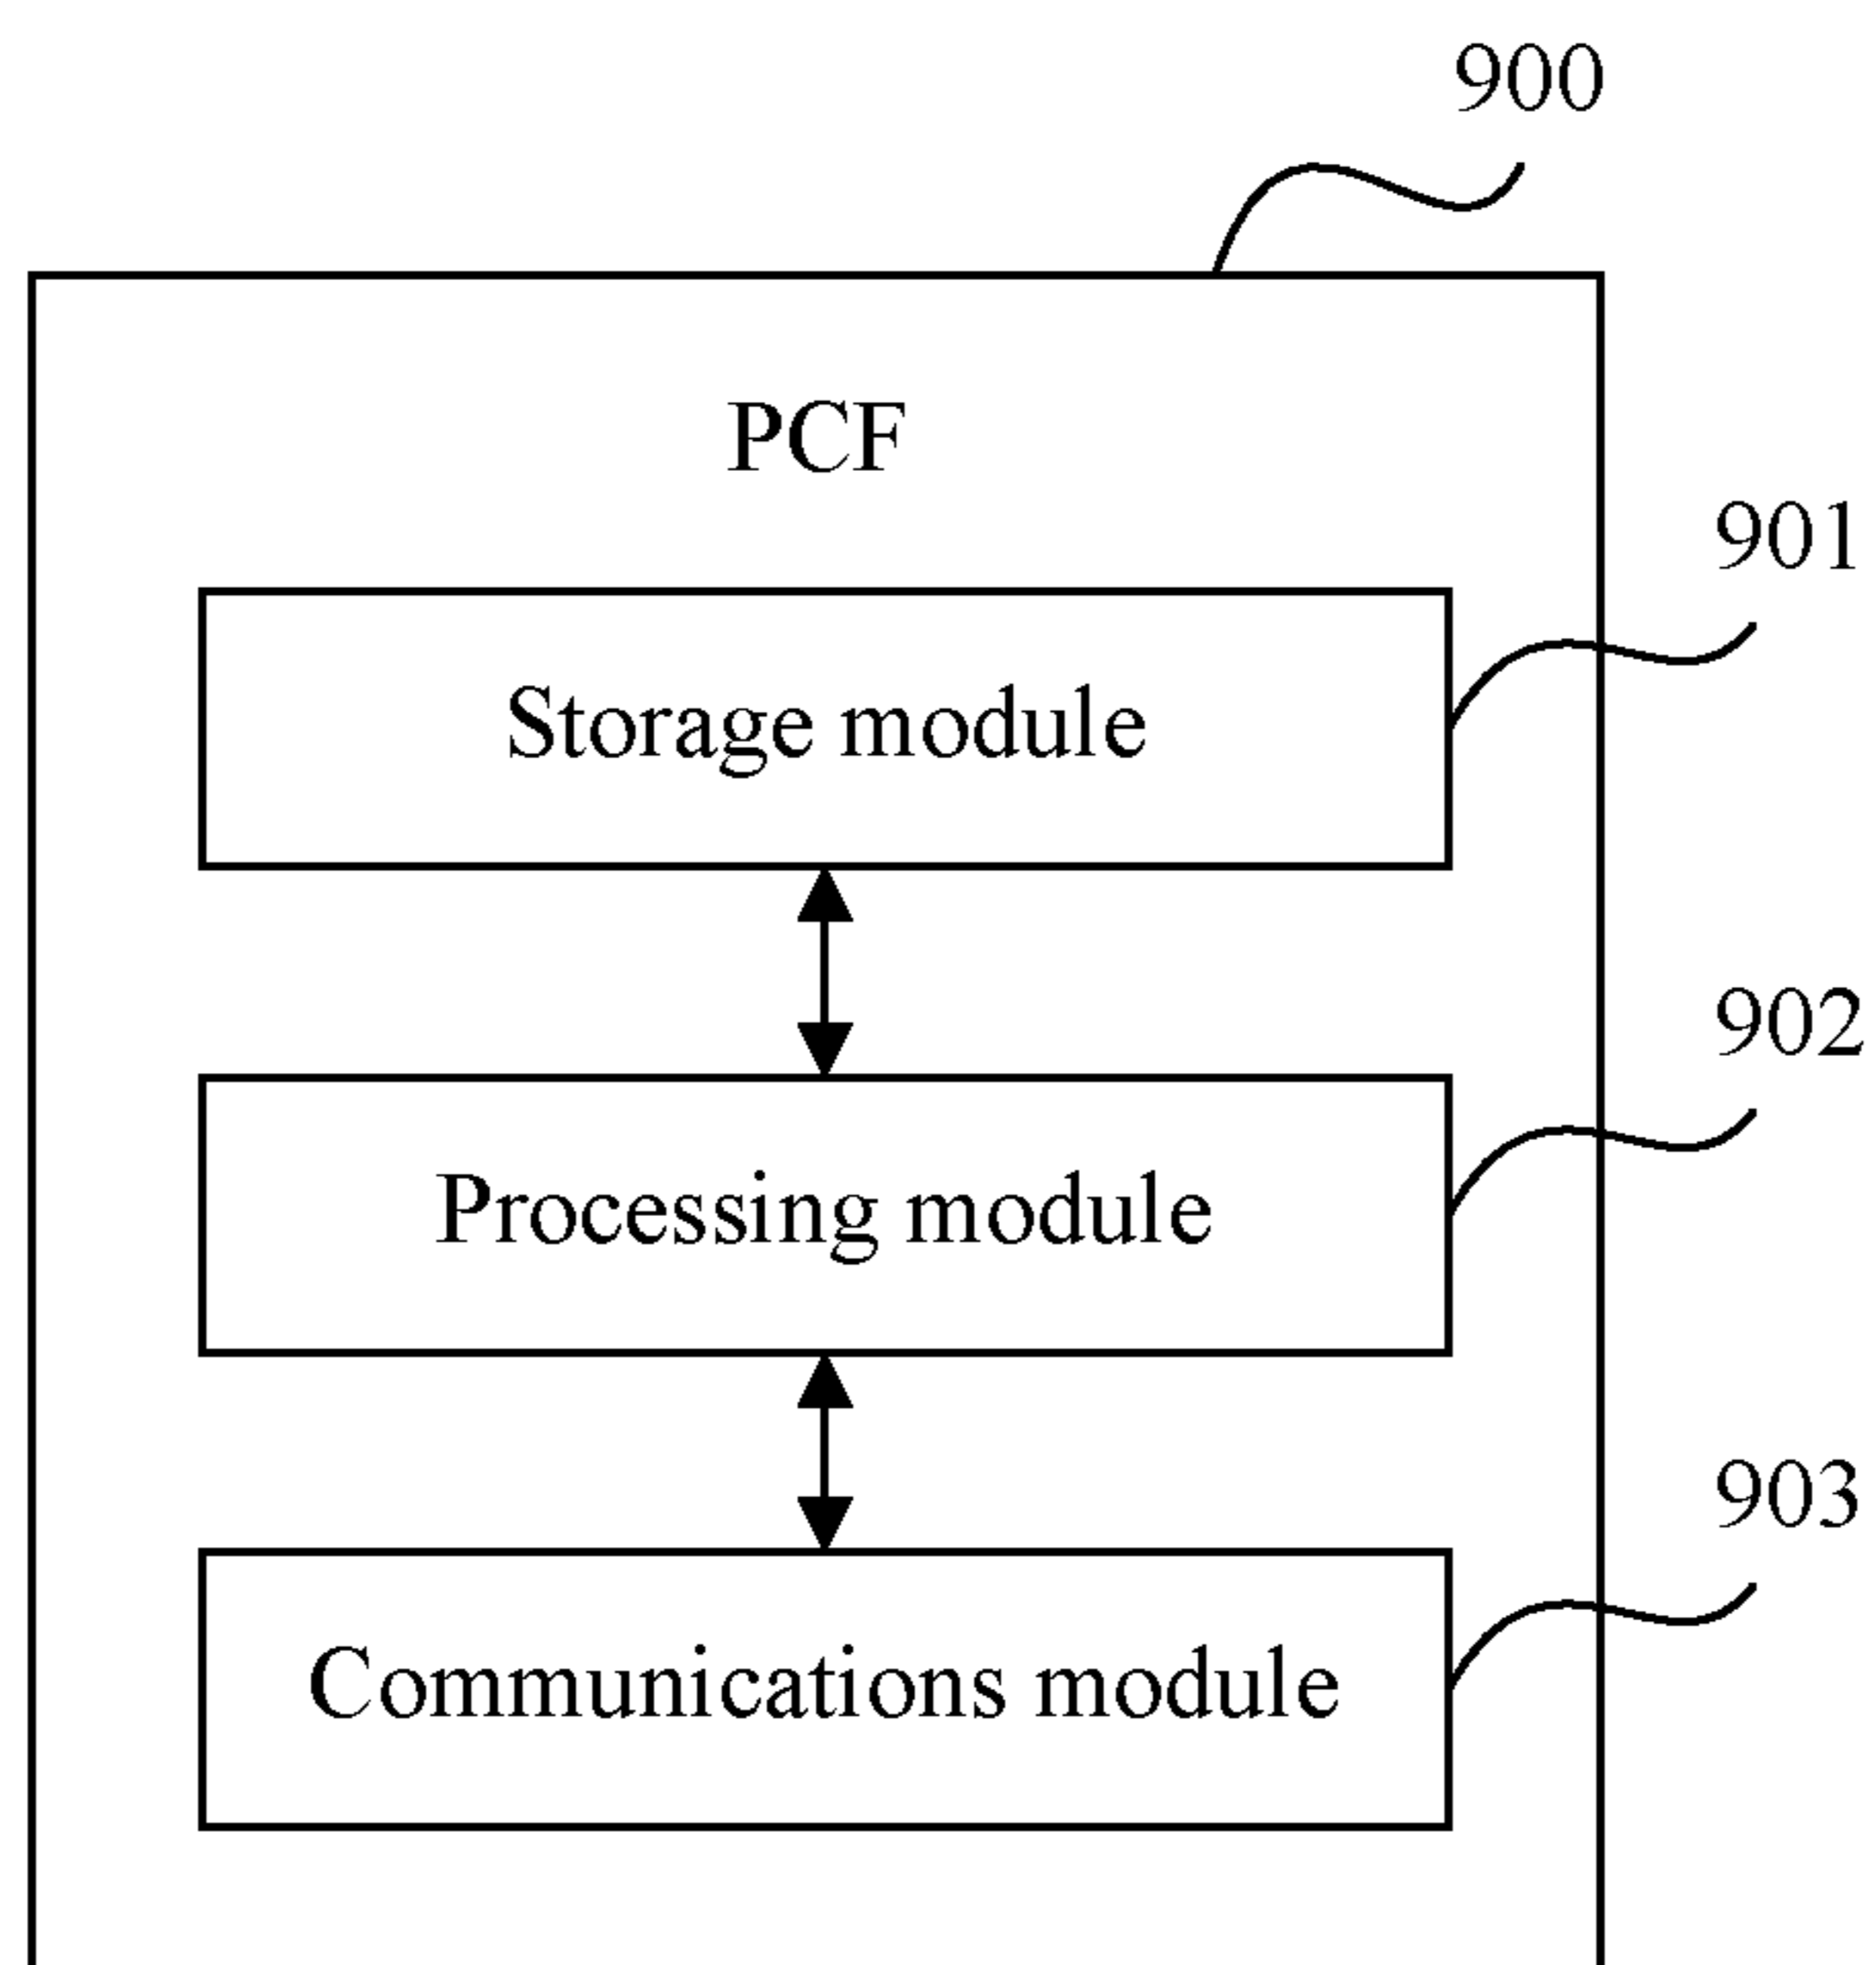 900
PCF
901
Storage module
902
Processing module
903
Communications module